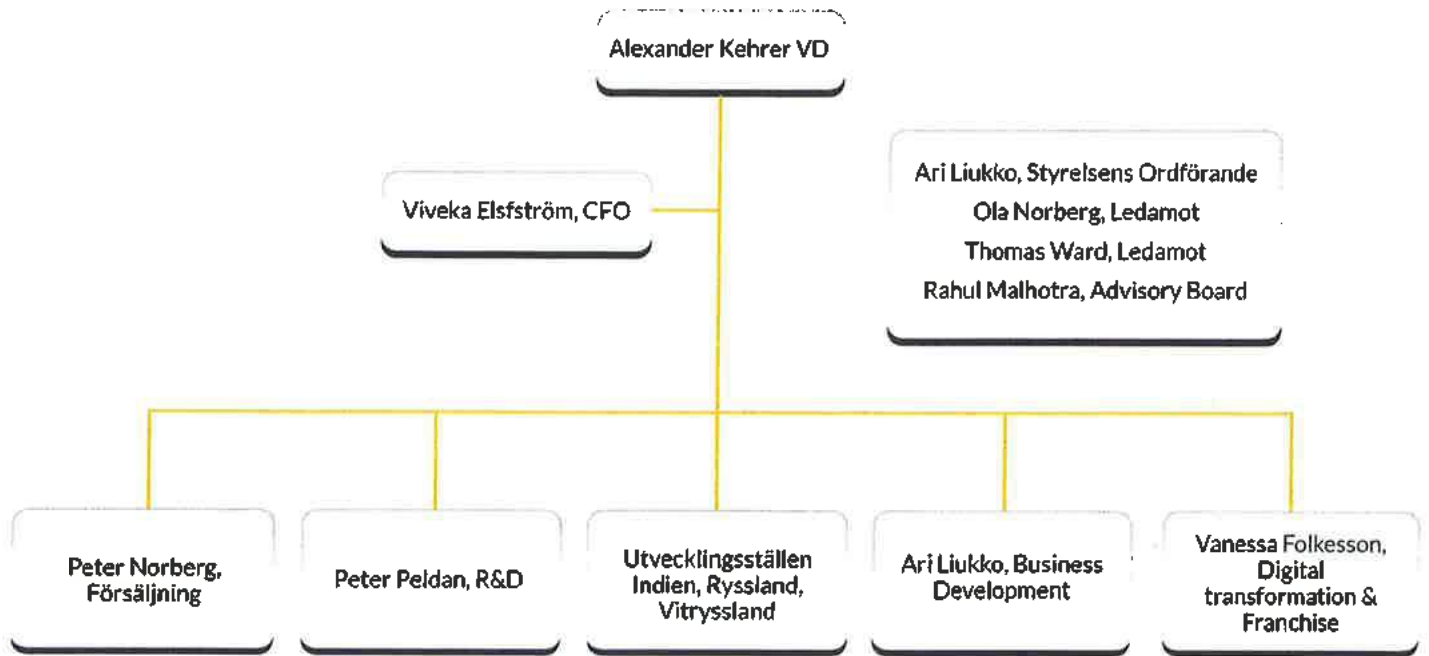 Alexander Kehrer VD
Viveka Elsfström, CFO
Ari Liukko, Styrelsens Ordförande
Ola Norberg, Ledamot
Thomas Ward, Ledamot
Rahul Malhotra, Advisory Board
Peter Norberg,
Försäljning
Peter Peldan, R&D
Utvecklingsställen
Indien, Ryssland,
Vitryssland
Ari Liukko, Business
Development
Vanessa Folkesson,
Digital
transformation &
Franchise